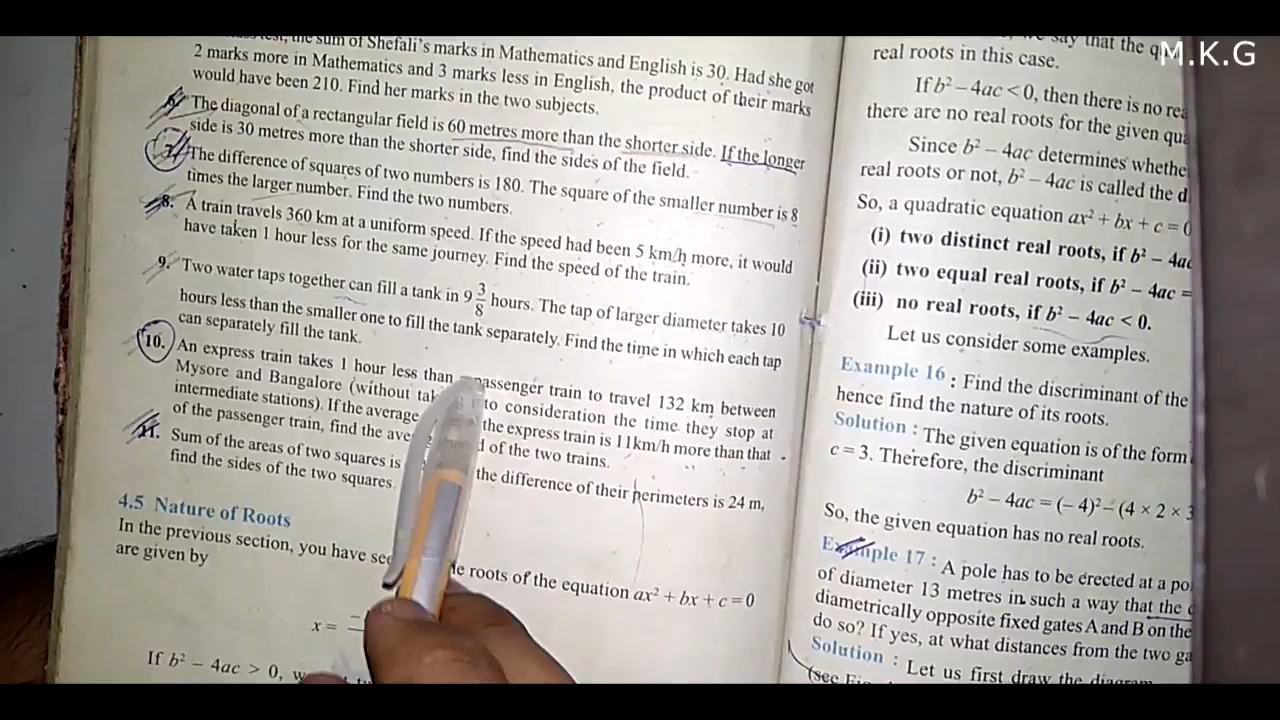 the sum of Shefali's marks in Mathematics and English is 30. Had she got
2 marks more in Mathematics and 3 marks less in English, the product of their marks
would have been 210. Find her marks in the two subjects.
6. The diagonal of a rectangular field is 60 metres more than the shorter side. If the longer
side is 30 metres more than the shorter side, find the sides of the field.
7. The difference of squares of two numbers is 180. The square of the smaller number is 8
times the larger number. Find the two numbers.
8. A train travels 360 km at a uniform speed. If the speed had been 5 km/h more, it would
have taken 1 hour less for the same journey. Find the speed of the train.
9. Two water taps together can fill a tank in 9 3/8 hours. The tap of larger diameter takes 10
hours less than the smaller one to fill the tank separately. Find the time in which each tap
can separately fill the tank.
10. An express train takes 1 hour less than passenger train to travel 132 km between
Mysore and Bangalore (without to consideration the time they stop at
intermediate stations). If the average the express train is 11km/h more than that
of the passenger train, find the of the two trains.
11. Sum of the areas of two squares is the difference of their perimeters is 24 m,
find the sides of the two squares.
4.5 Nature of Roots
In the previous section, you have roots of the equation ax² + bx + c = 0
are given by
x =
If b² – 4ac > 0,
M.K.G
say that the
real roots in this case.
If b² – 4ac < 0, then there is no
there are no real roots for the given
Since b² – 4ac determines
real roots or not, b² – 4ac is called the
So, a quadratic equation ax² + bx + c = 0
(i) two distinct real roots, if b² –
(ii) two equal real roots, if b² – 4ac =
(iii) no real roots, if b² – 4ac < 0.
Let us consider some examples.
Example 16 : Find the discriminant of the
hence find the nature of its roots.
Solution : The given equation is of the form
c = 3. Therefore, the discriminant
b² – 4ac = (– 4)² – (4 × 2 × 3
So, the given equation has no real roots.
Example 17 : A pole has to be erected at a
of diameter 13 metres in such a way that the
diametrically opposite fixed gates A and B on the
do so? If yes, at what distances from the two
Solution : Let us first draw the diagram
(see